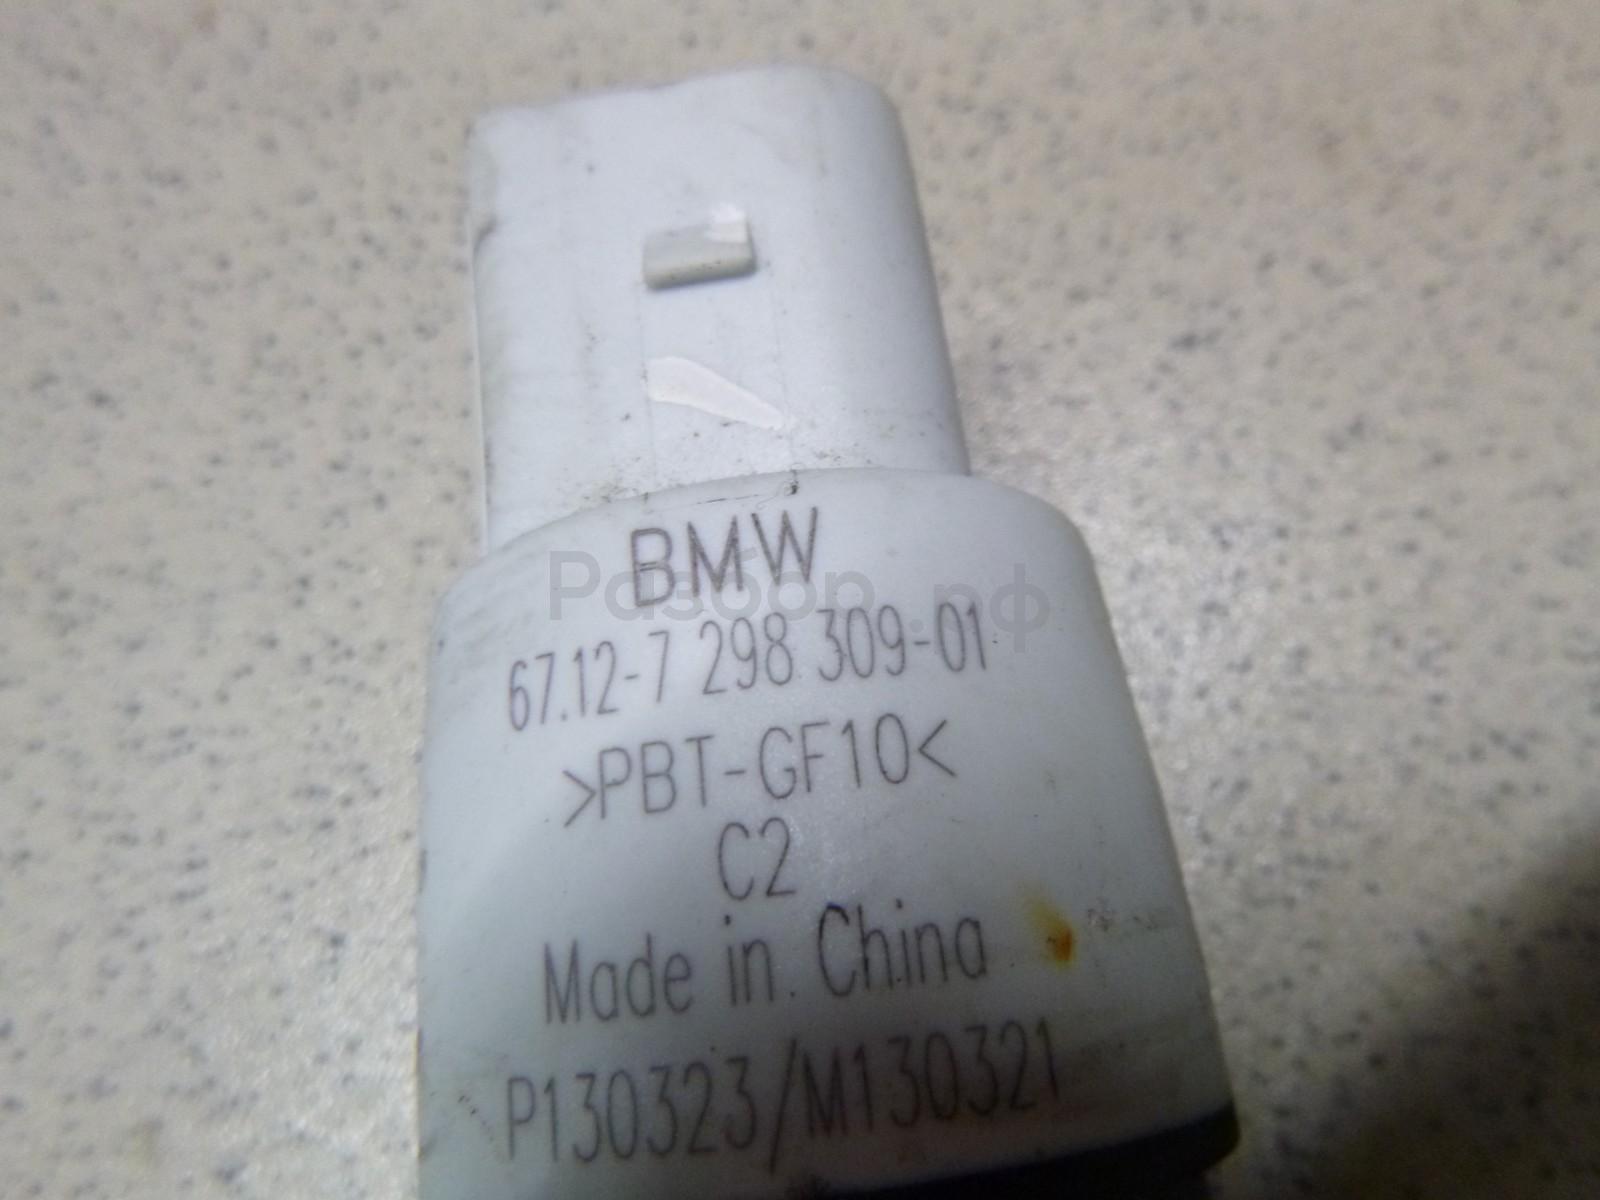 BMW
Разбор.рф
67.12-7 298 309-01
>PBT-GF10<
C2
Made in China
P130323/M130321